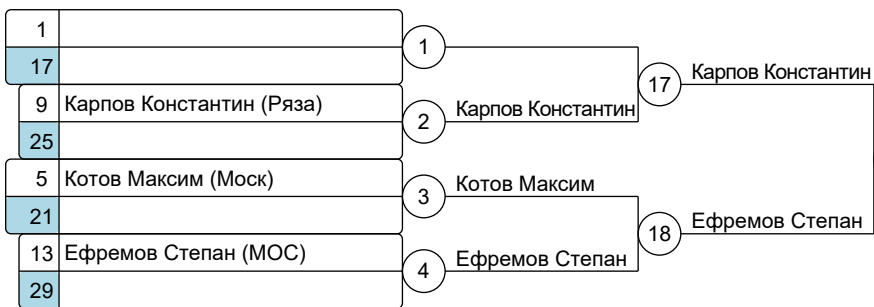 1
1
17
17
Карпов Константин
9 Карпов Константин (Ряза)
2
Карпов Константин
25
5 Котов Максим (Моск)
3
Котов Максим
21
18
Ефремов Степан
13 Ефремов Степан (МОС)
4
Ефремов Степан
29